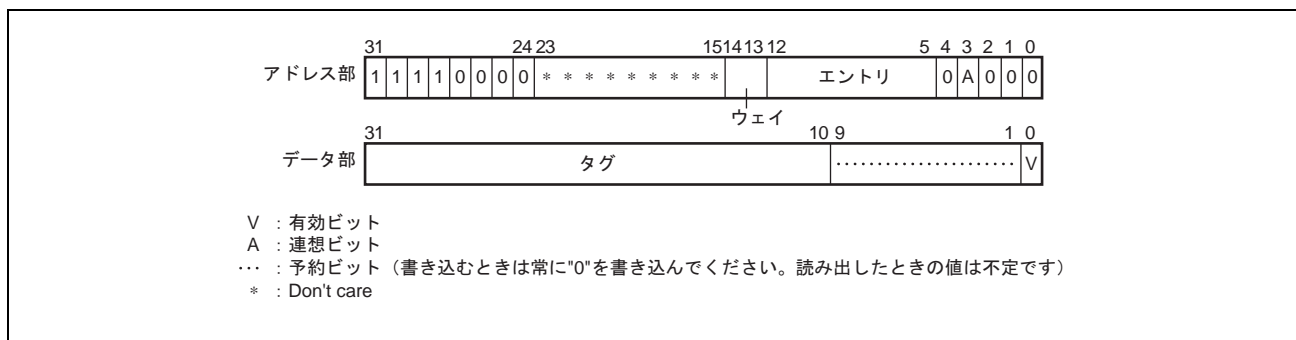 31 24 23 15 14 13 12 5 4 3 2 1 0
アドレス部 1 1 1 1 0 0 0 0 * * * * * * * * * エントリ 0 A 0 0 0
ウェイ
31 10 9 1 0
データ部 タグ ‥‥‥‥‥‥‥‥ V
V : 有効ビット
A : 連想ビット
… : 予約ビット（書き込むときは常に"0"を書き込んでください。読み出したときの値は不定です）
* : Don't care